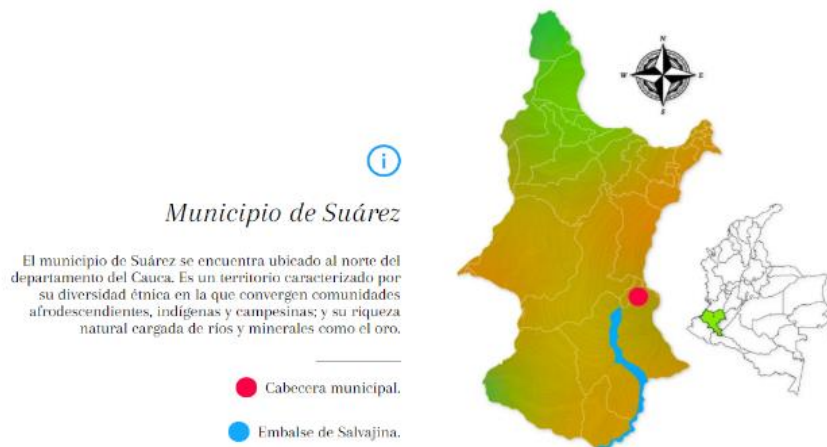 N
W E
S
i
Municipio de Suárez
El municipio de Suárez se encuentra ubicado al norte del
departamento del Cauca. Es un territorio caracterizado por
su diversidad étnica en la que convergen comunidades
afrodescendientes, indígenas y campesinas; y su riqueza
natural cargada de ríos y minerales como el oro.
Cabecera municipal.
Embalse de Salvajina.